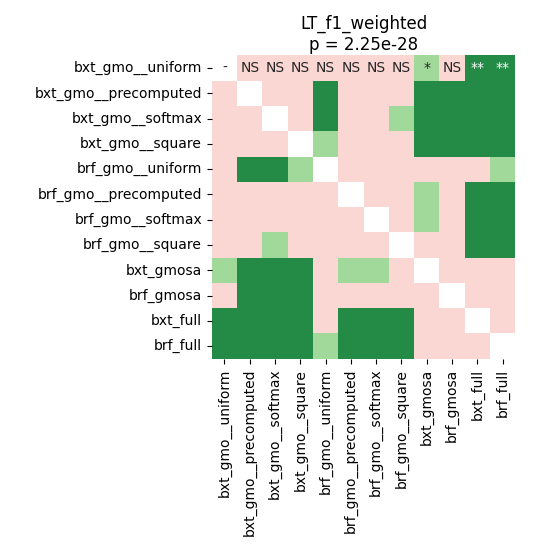 LT_f1_weighted
p = 2.25e-28
bxt_gmo__uniform - NS NS NS NS NS NS NS * NS ** **
bxt_gmo__precomputed
bxt_gmo__softmax
bxt_gmo__square
brf_gmo__uniform
brf_gmo__precomputed
brf_gmo__softmax
brf_gmo__square
bxt_gmosa
brf_gmosa
bxt_full
brf_full
bxt_gmo__uniform
bxt_gmo__precomputed
bxt_gmo__softmax
bxt_gmo__square
brf_gmo__uniform
brf_gmo__precomputed
brf_gmo__softmax
brf_gmo__square
bxt_gmosa
brf_gmosa
bxt_full
brf_full